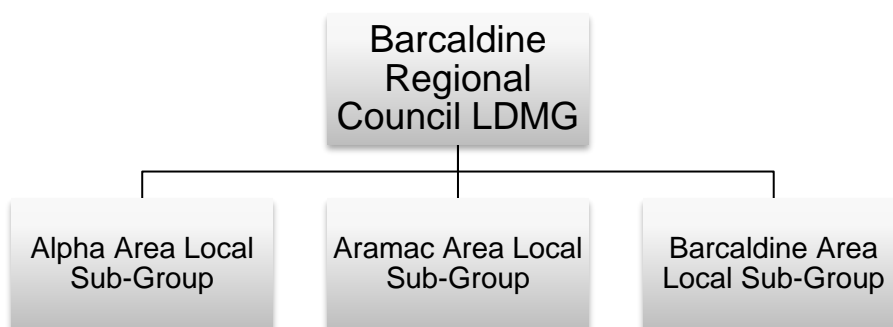 Barcaldine
Regional
Council LDMG
Alpha Area Local
Sub-Group
Aramac Area Local
Sub-Group
Barcaldine Area
Local Sub-Group